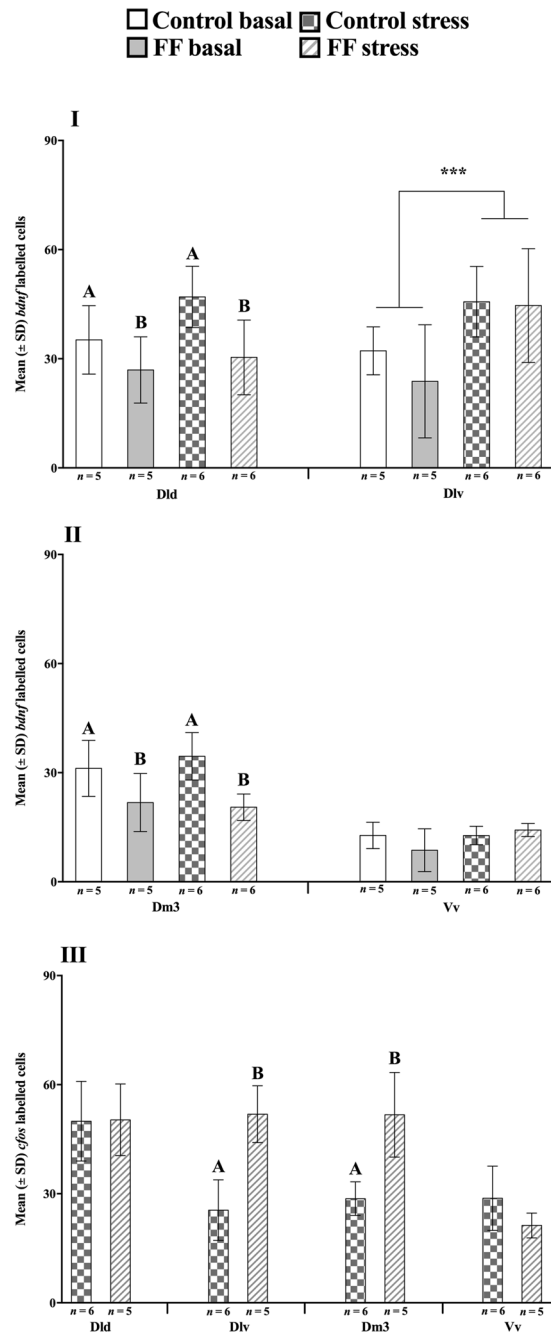 Control basal Control stress
FF basal FF stress
I
Mean (± SD) bdnf labelled cells
90
60
30
0
A
B
A
B
***
n = 5 n = 5 n = 6 n = 6 n = 5 n = 5 n = 6 n = 6
Dld Dlv
II
Mean (± SD) bdnf labelled cells
90
60
30
0
A
B
A
B
n = 5 n = 5 n = 6 n = 6 n = 5 n = 5 n = 6 n = 6
Dm3 Vv
III
Mean (± SD) cfos labelled cells
90
60
30
0
A
B
A
B
n = 6 n = 5 n = 6 n = 5 n = 6 n = 5 n = 6 n = 5
Dld Dlv Dm3 Vv